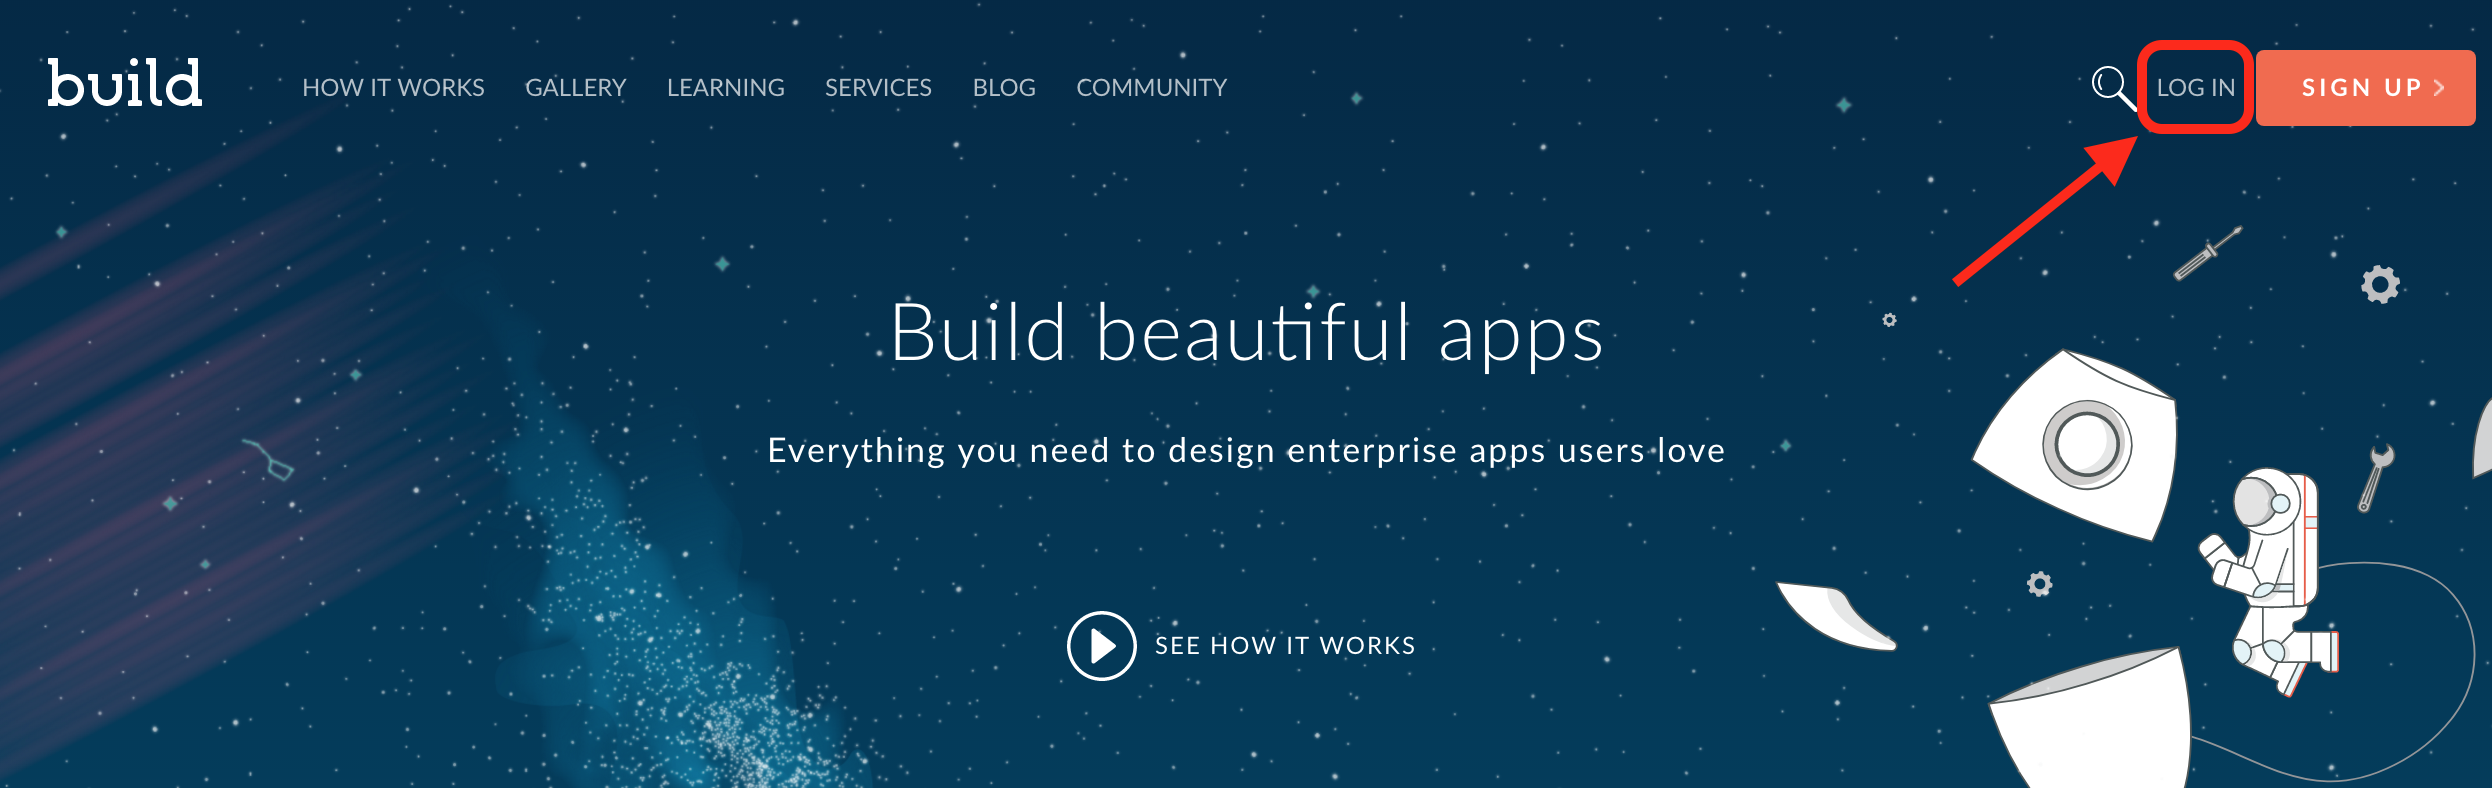 build
HOW IT WORKS GALLERY LEARNING SERVICES BLOG COMMUNITY LOG IN SIGN UP >
Build beautiful apps
Everything you need to design enterprise apps users love
SEE HOW IT WORKS